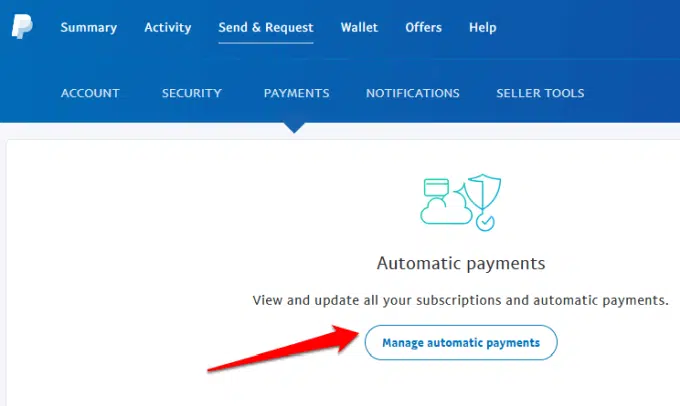 Summary Activity Send & Request Wallet Offers Help
ACCOUNT SECURITY PAYMENTS NOTIFICATIONS SELLER TOOLS
Automatic payments
View and update all your subscriptions and automatic payments.
Manage automatic payments